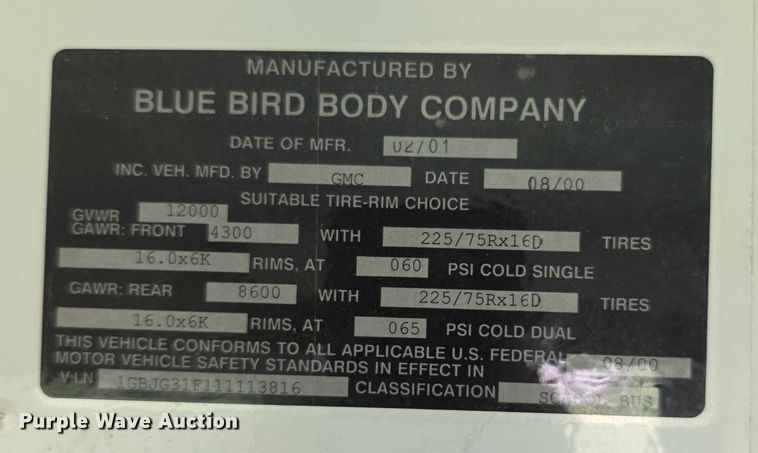 MANUFACTURED BY
BLUE BIRD BODY COMPANY
DATE OF MFR. 02/01
INC. VEH. MFD. BY GMC DATE 08/00
SUITABLE TIRE-RIM CHOICE
GVWR 12000
GAWR: FRONT 4300 WITH 225/75Rx16D TIRES
16.0x6K RIMS, AT 060 PSI COLD SINGLE
GAWR: REAR 8600 WITH 225/75Rx16D TIRES
16.0x6K RIMS, AT 065 PSI COLD DUAL
THIS VEHICLE CONFORMS TO ALL APPLICABLE U.S. FEDERAL
MOTOR VEHICLE SAFETY STANDARDS IN EFFECT IN 08/00
V.I.N. 1GBJG31F111113816 CLASSIFICATION SCHOOL BUS
Purple Wave Auction